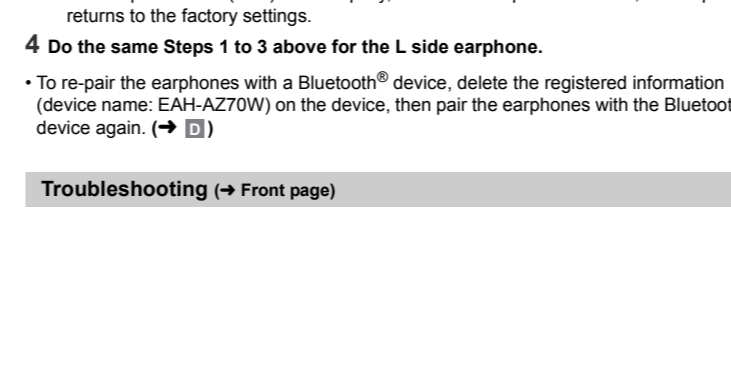 returns to the factory settings.
4 Do the same Steps 1 to 3 above for the L side earphone.
• To re-pair the earphones with a Bluetooth® device, delete the registered information
(device name: EAH-AZ70W) on the device, then pair the earphones with the Bluetoot
device again. (➜ D)
Troubleshooting (➜ Front page)